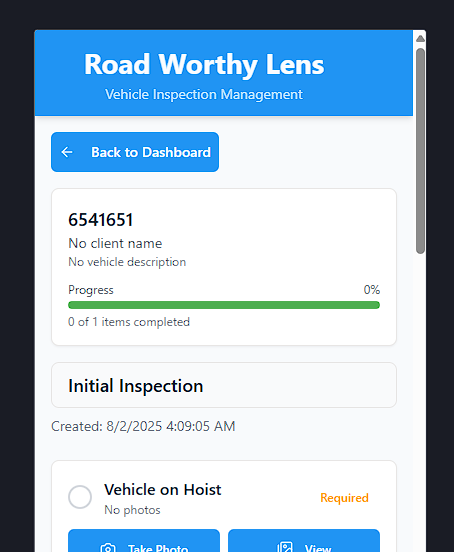 Road Worthy Lens
Vehicle Inspection Management
Back to Dashboard
6541651
No client name
No vehicle description
Progress 0%
0 of 1 items completed
Initial Inspection
Created: 8/2/2025 4:09:05 AM
Vehicle on Hoist
Required
No photos
Take Photo View